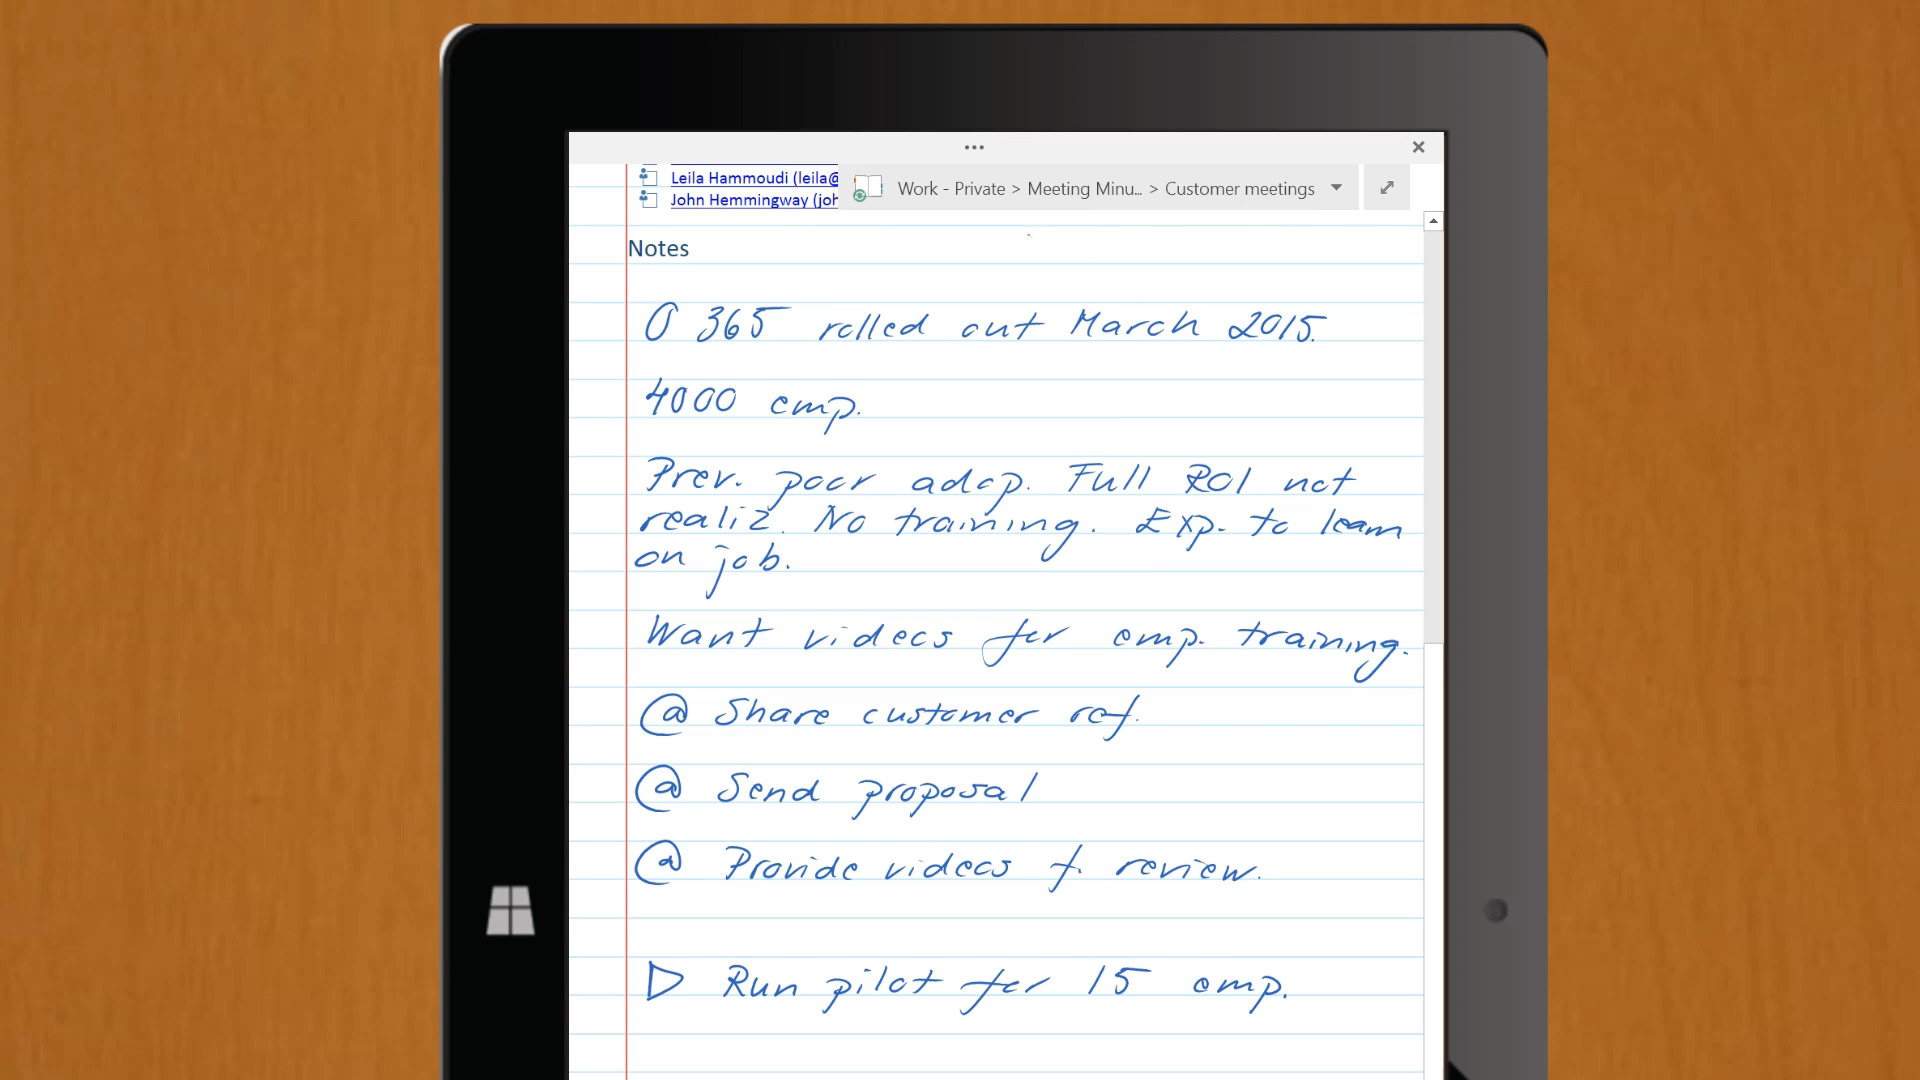 Leila Hammoudi (leila@
John Hemmingway (joh
Work - Private > Meeting Minu... > Customer meetings
Notes
O 365 rolled out March 2015.
4000 emp.
Prev. poor adop. Full ROI not
realiz. No training. Exp. to learn
on job.
Want videos for emp. training.
@ Share customer ref.
@ Send proposal
@ Provide videos f. review.
▷ Run pilot for 15 emp.